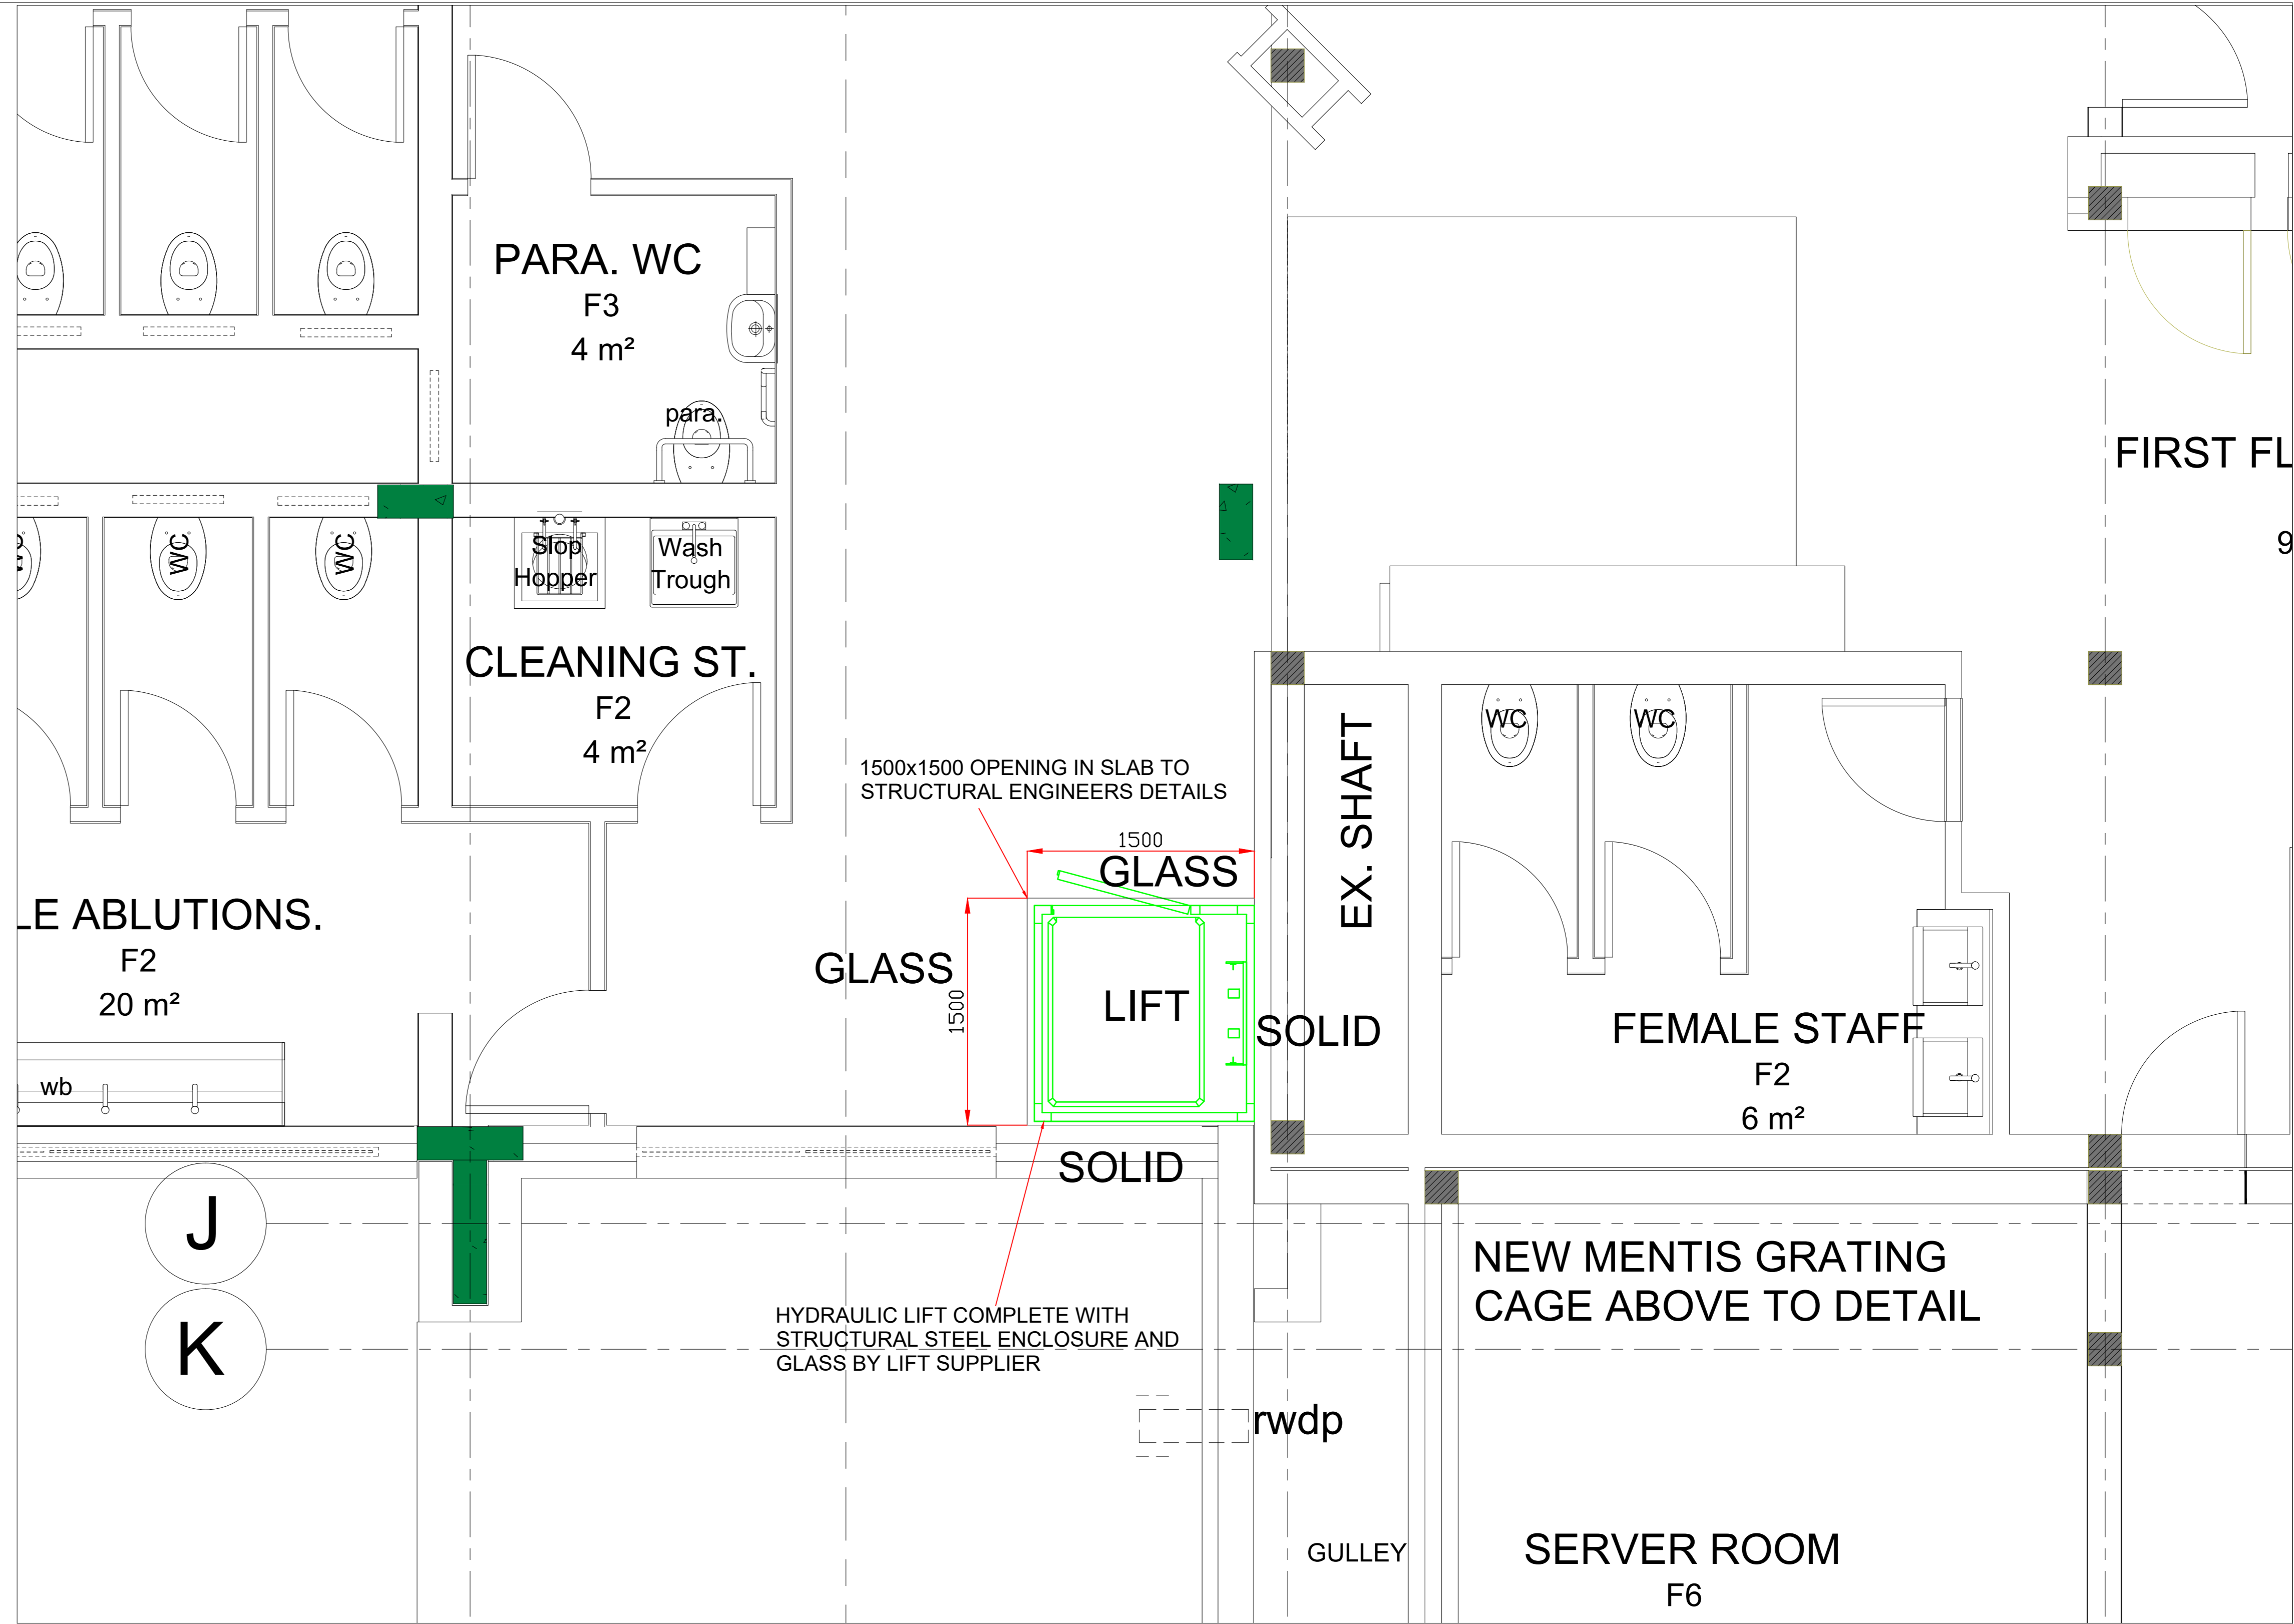 PARA. WC
F3
4 m²
para.
FIRST FL
9
WC
WC
Slop
Hopper
Wash
Trough
CLEANING ST.
F2
4 m²
WC
WC
EX. SHAFT
1500x1500 OPENING IN SLAB TO
STRUCTURAL ENGINEERS DETAILS
1500
GLASS
LE ABLUTIONS.
F2
20 m²
wb
GLASS
1500
LIFT
SOLID
FEMALE STAFF
F2
6 m²
SOLID
J
K
HYDRAULIC LIFT COMPLETE WITH
STRUCTURAL STEEL ENCLOSURE AND
GLASS BY LIFT SUPPLIER
NEW MENTIS GRATING
CAGE ABOVE TO DETAIL
rwdp
GULLEY
SERVER ROOM
F6